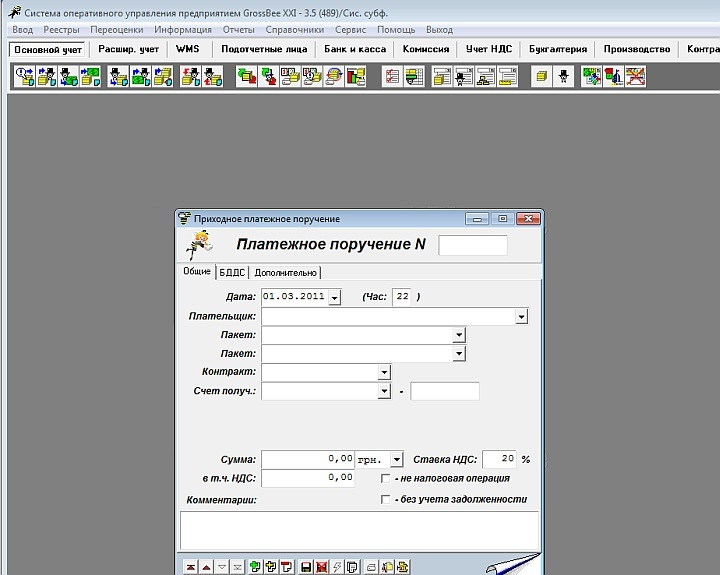 Система оперативного управления предприятием GrossBee XXI - 3.5 (489)/Сис. субф.
Ввод Реестры Переоценки Информация Отчеты Справочники Сервис Помощь Выход
Основной учет Расшир. учет WMS Подотчетные лица Банк и касса Комиссия Учет НДС Бухгалтерия Производство Контра
Приходное платежное поручение
Платежное поручение N
Общие БДДС Дополнительно
Дата: 01.03.2011 (Час: 22 )
Плательщик:
Пакет:
Пакет:
Контракт:
Счет получ.: -
Сумма: 0,00 грн. Ставка НДС: 20 %
в т.ч. НДС: 0,00 - не налоговая операция
Комментарии: - без учета задолженности